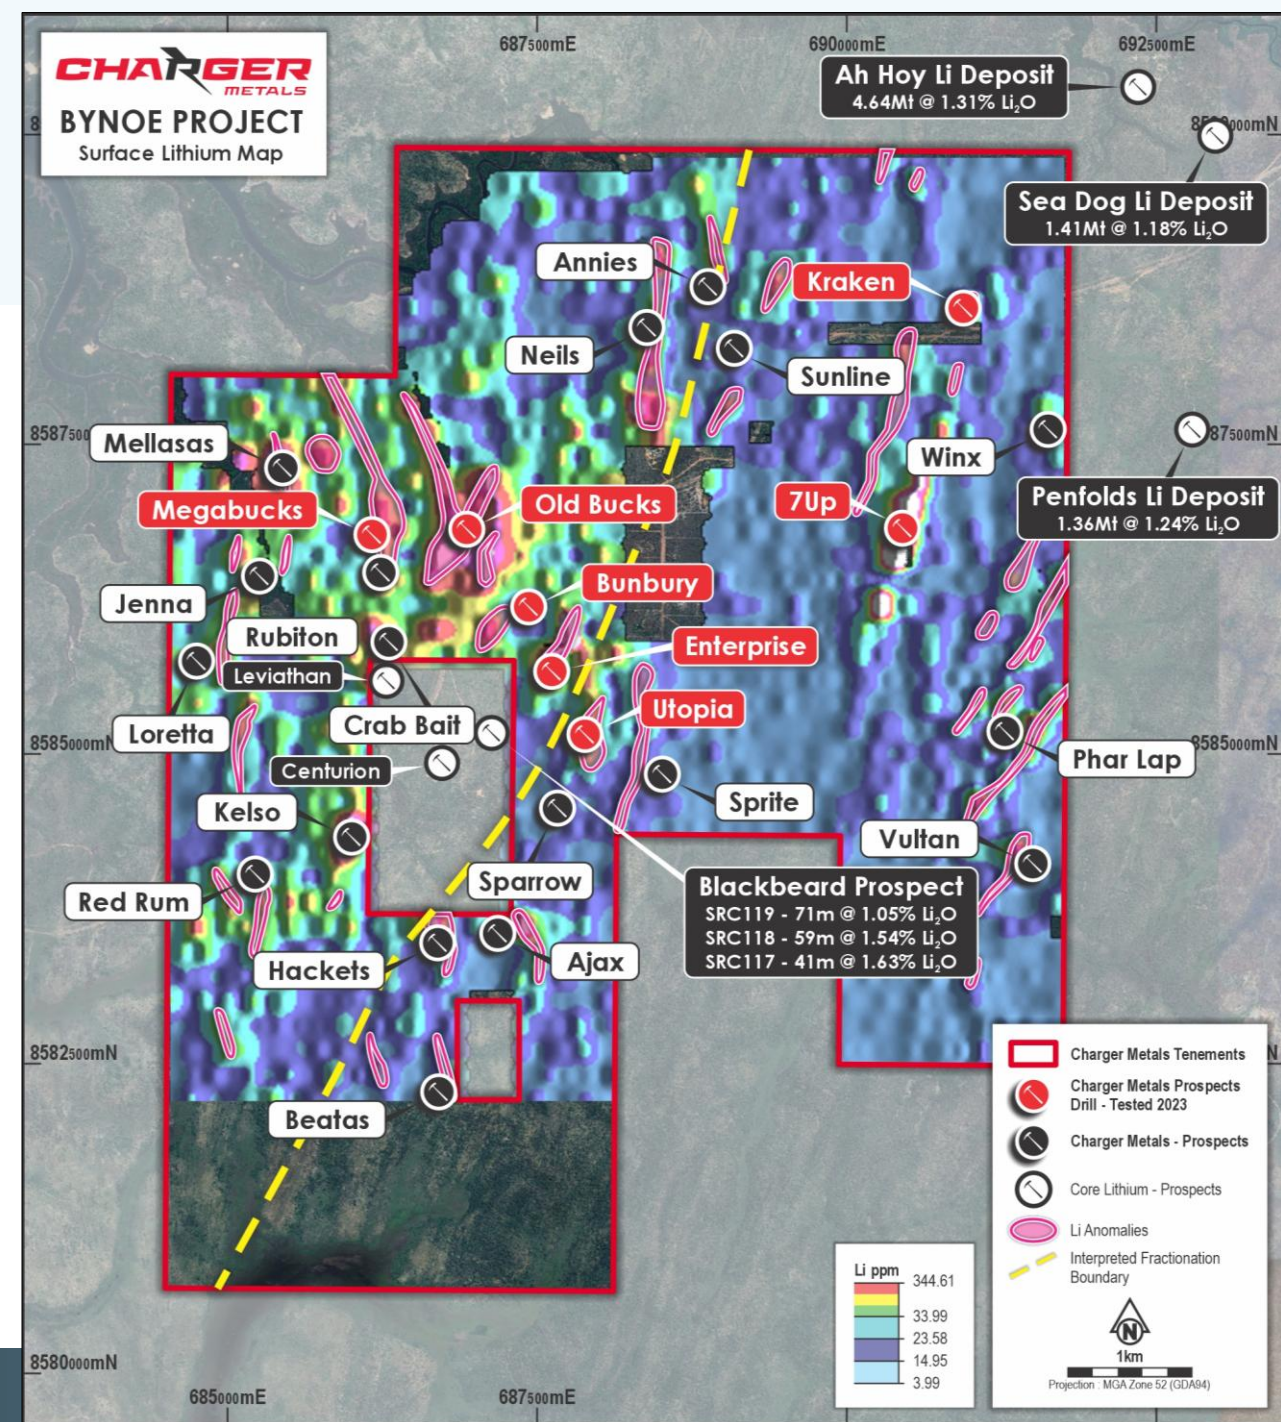 CHARGER
METALS
BYNOE PROJECT
Surface Lithium Map
687500mE
690000mE
692500mE
Ah Hoy Li Deposit
4.64Mt @ 1.31% Li₂O
Sea Dog Li Deposit
1.41Mt @ 1.18% Li₂O
Annies
Kraken
Neils
Sunline
Mellasas
Winx
Megabucks
Old Bucks
7Up
Penfolds Li Deposit
1.36Mt @ 1.24% Li₂O
Bunbury
Jenna
Rubiton
Enterprise
Leviathan
Utopia
Crab Bait
Loretta
8585000mN
Phar Lap
Centurion
Sprite
Kelso
Vultan
Sparrow
Red Rum
Blackbeard Prospect
SRC119 - 71m @ 1.05% Li₂O
SRC118 - 59m @ 1.54% Li₂O
SRC117 - 41m @ 1.63% Li₂O
Hackets
Ajax
8582500mN
Beatas
Charger Metals Tenements
Charger Metals Prospects
Drill - Tested 2023
Charger Metals - Prospects
Core Lithium - Prospects
Li Anomalies
Interpreted Fractionation
Boundary
N
1km
Projection : MGA Zone 52 (GDA94)
Li ppm
344.61
33.99
23.58
14.95
3.99
8580000mN
685000mE
687500mE